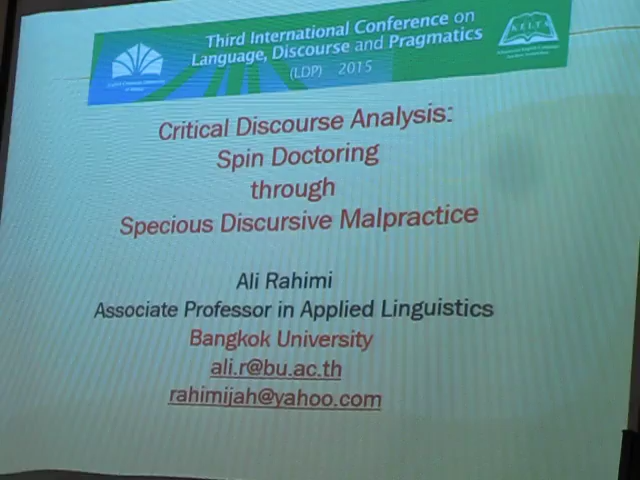 Third International Conference on
Language, Discourse and Pragmatics
(LDP) 2015
KELTA
Critical Discourse Analysis:
Spin Doctoring
through
Specious Discursive Malpractice
Ali Rahimi
Associate Professor in Applied Linguistics
Bangkok University
ali.r@bu.ac.th
rahimijah@yahoo.com